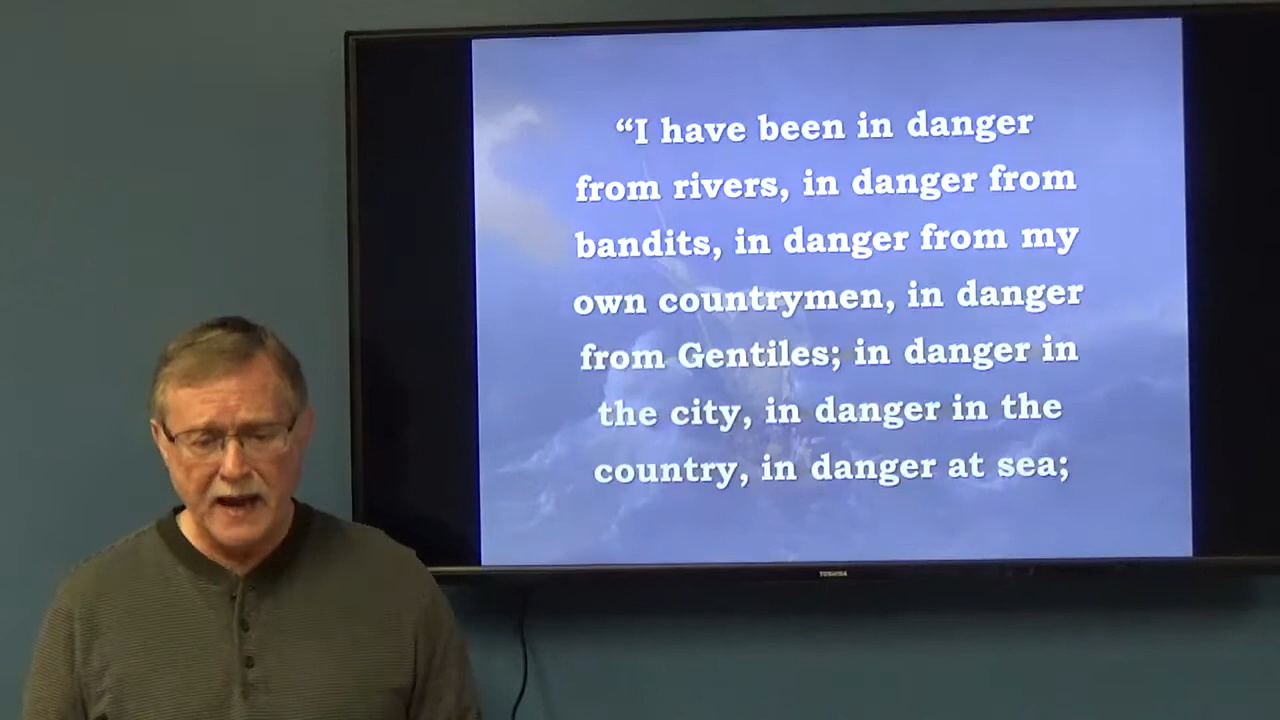 “I have been in danger
from rivers, in danger from
bandits, in danger from my
own countrymen, in danger
from Gentiles; in danger in
the city, in danger in the
country, in danger at sea;
TOSHIBA